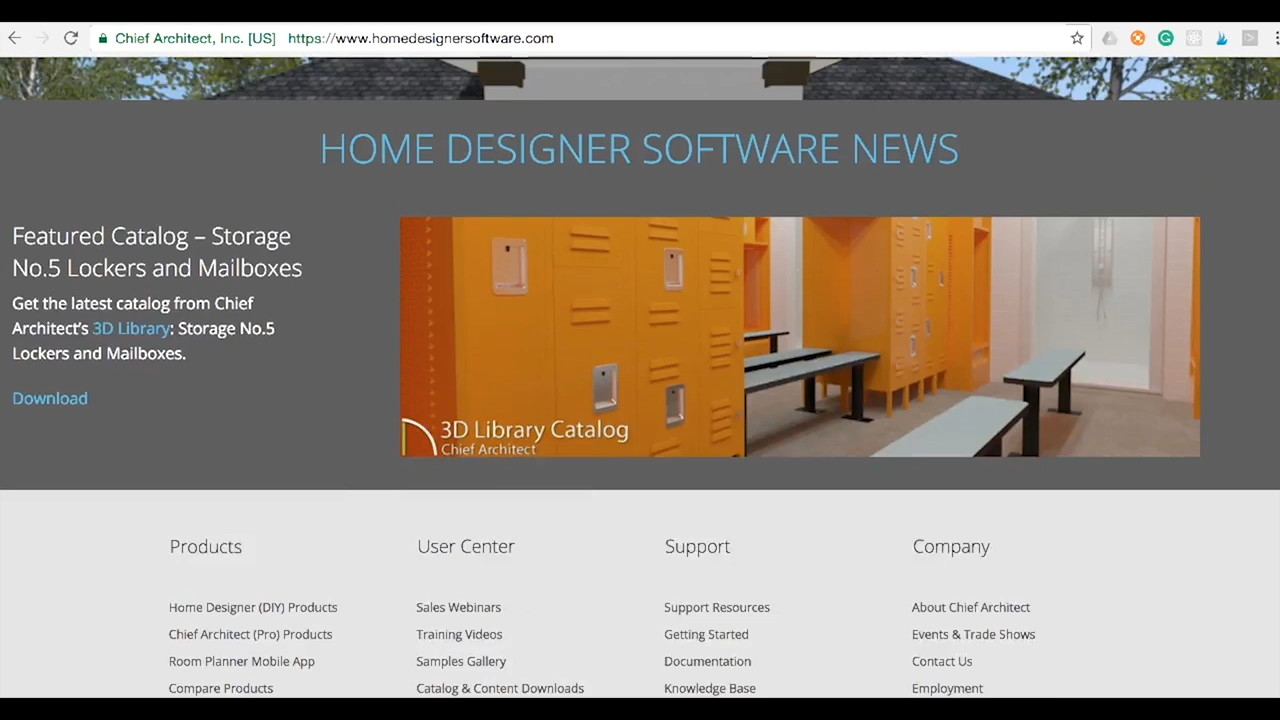 Chief Architect, Inc. [US] https://www.homedesignersoftware.com
HOME DESIGNER SOFTWARE NEWS
Featured Catalog – Storage
No.5 Lockers and Mailboxes
Get the latest catalog from Chief
Architect’s 3D Library: Storage No.5
Lockers and Mailboxes.
Download
3D Library Catalog
Chief Architect
Products
Home Designer (DIY) Products
Chief Architect (Pro) Products
Room Planner Mobile App
Compare Products
User Center
Sales Webinars
Training Videos
Samples Gallery
Catalog & Content Downloads
Support
Support Resources
Getting Started
Documentation
Knowledge Base
Company
About Chief Architect
Events & Trade Shows
Contact Us
Employment